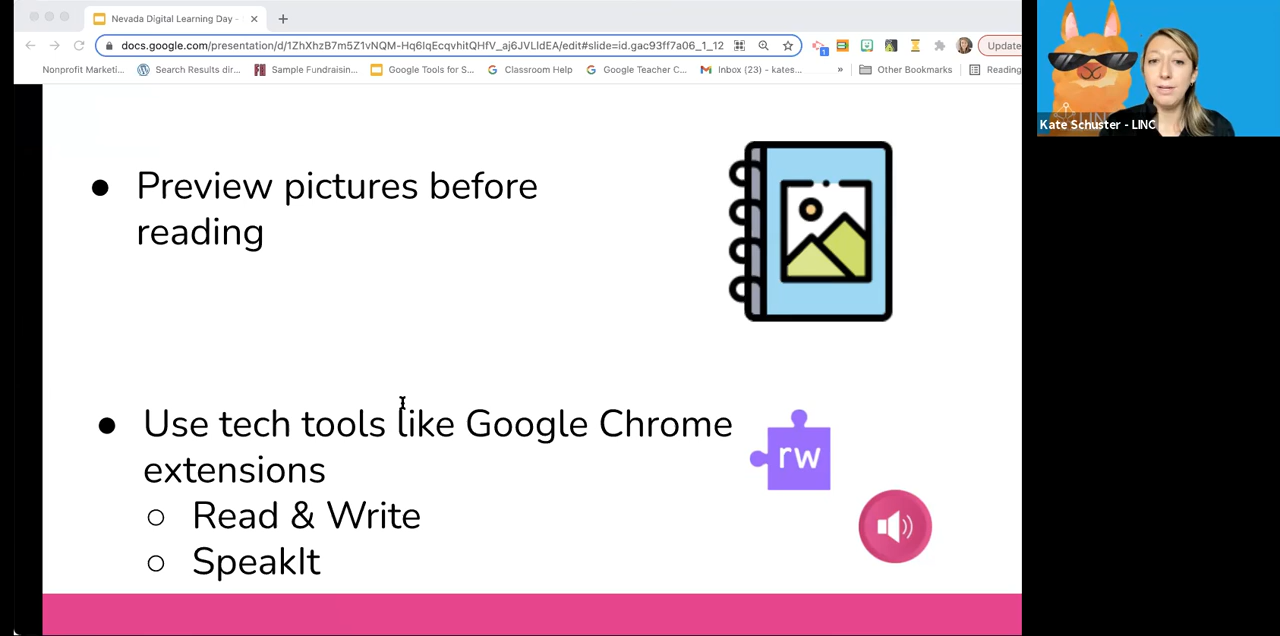 Nevada Digital Learning Day -
docs.google.com/presentation/d/1ZhXhzB7m5Z1vNQM-Hq6IqEcqvhitQHfV_aj6JVLIdEA/edit#slide=id.gac93ff7a06_1_12
1
Update
Nonprofit Marketi...
Search Results dir...
Sample Fundraisin...
Google Tools for S...
Classroom Help
Google Teacher C...
Inbox (23) - kates...
»
Other Bookmarks
Reading
Kate Schuster - LINC
Preview pictures before
reading
Use tech tools like Google Chrome
extensions
rw
Read & Write
SpeakIt